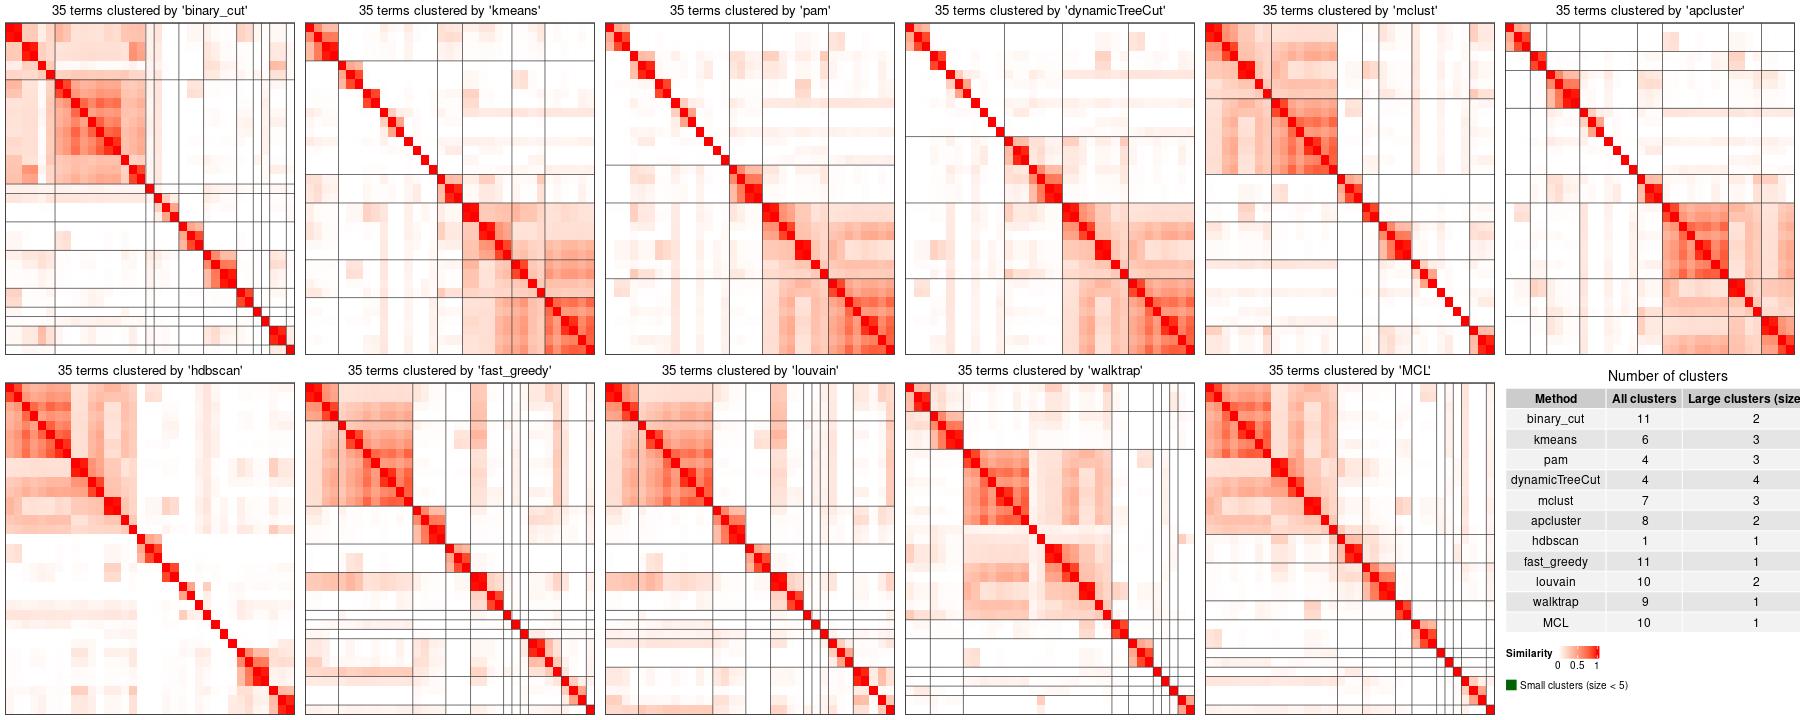 35 terms clustered by 'binary_cut'
35 terms clustered by 'kmeans'
35 terms clustered by 'pam'
35 terms clustered by 'dynamicTreeCut'
35 terms clustered by 'mclust'
35 terms clustered by 'apcluster'
35 terms clustered by 'hdbscan'
35 terms clustered by 'fast_greedy'
35 terms clustered by 'louvain'
35 terms clustered by 'walktrap'
35 terms clustered by 'MCL'
Number of clusters
Method All clusters Large clusters (size
binary_cut 11 2
kmeans 6 3
pam 4 3
dynamicTreeCut 4 4
mclust 7 3
apcluster 8 2
hdbscan 1 1
fast_greedy 11 1
louvain 10 2
walktrap 9 1
MCL 10 1
Similarity
0 0.5 1
Small clusters (size < 5)